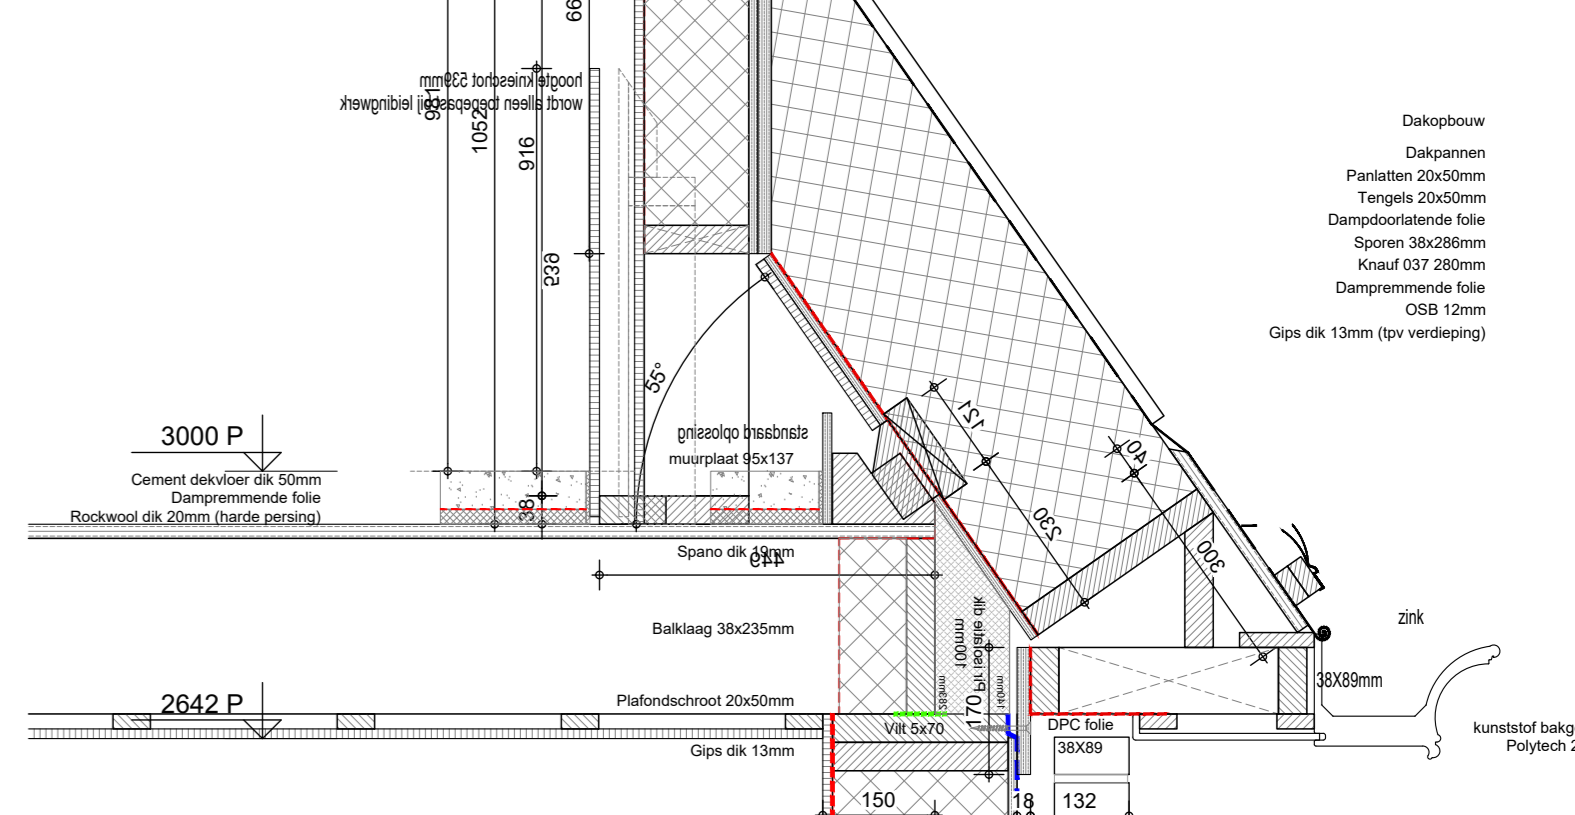 66
hoogte knieschot 539mm
wordt alleen toegepast bij leidingwerk
981
1052
916
539
38
55°
Dakopbouw
Dakpannen
Panlatten 20x50mm
Tengels 20x50mm
Dampdoorlatende folie
Sporen 38x286mm
Knauf 037 280mm
Dampremmende folie
OSB 12mm
Gips dik 13mm (tpv verdieping)
121
40
230
300
3000 P
Cement dekvloer dik 50mm
Dampremmende folie
Rockwool dik 20mm (harde persing)
standaard oplossing
muurplaat 95x137
Spano dik 19mm
449
Balklaag 38x235mm
Pir isolatie dik
100mm
170
2642 P
Plafondschroot 20x50mm
Gips dik 13mm
Vilt 5x70
DPC folie
38X89
zink
38X89mm
kunststof bakg
Polytech 2
150
18
132